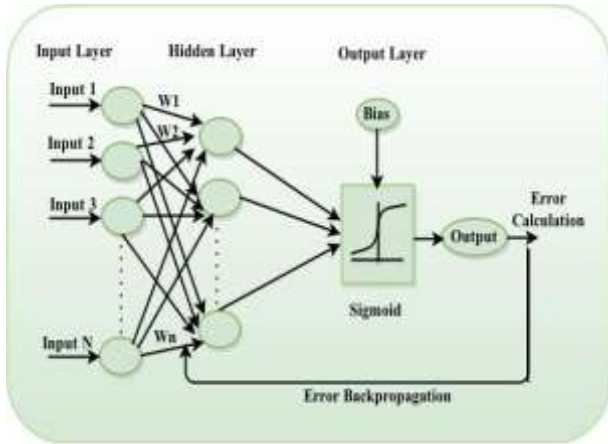 Input Layer
Hidden Layer
Output Layer
Input 1
W1
Bias
Input 2
W2
Input 3
Error
Calculation
Output
Sigmoid
Input N
Wn
Error Backpropagation